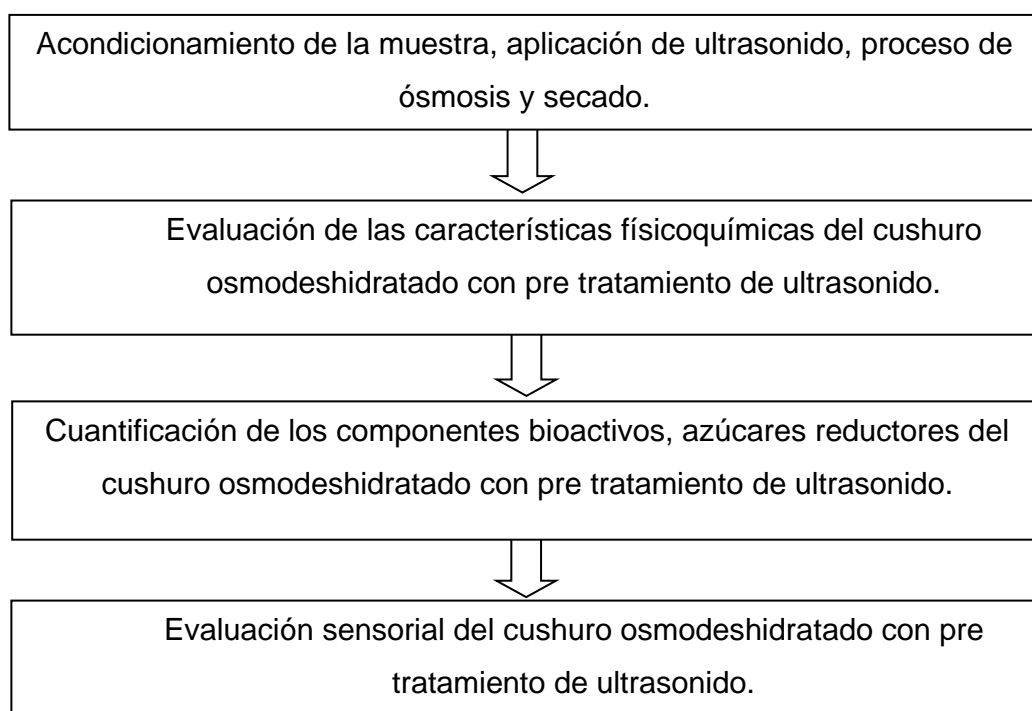 Acondicionamiento de la muestra, aplicación de ultrasonido, proceso de
ósmosis y secado.
Evaluación de las características físicoquímicas del cushuro
osmodeshidratado con pre tratamiento de ultrasonido.
Cuantificación de los componentes bioactivos, azúcares reductores del
cushuro osmodeshidratado con pre tratamiento de ultrasonido.
Evaluación sensorial del cushuro osmodeshidratado con pre
tratamiento de ultrasonido.